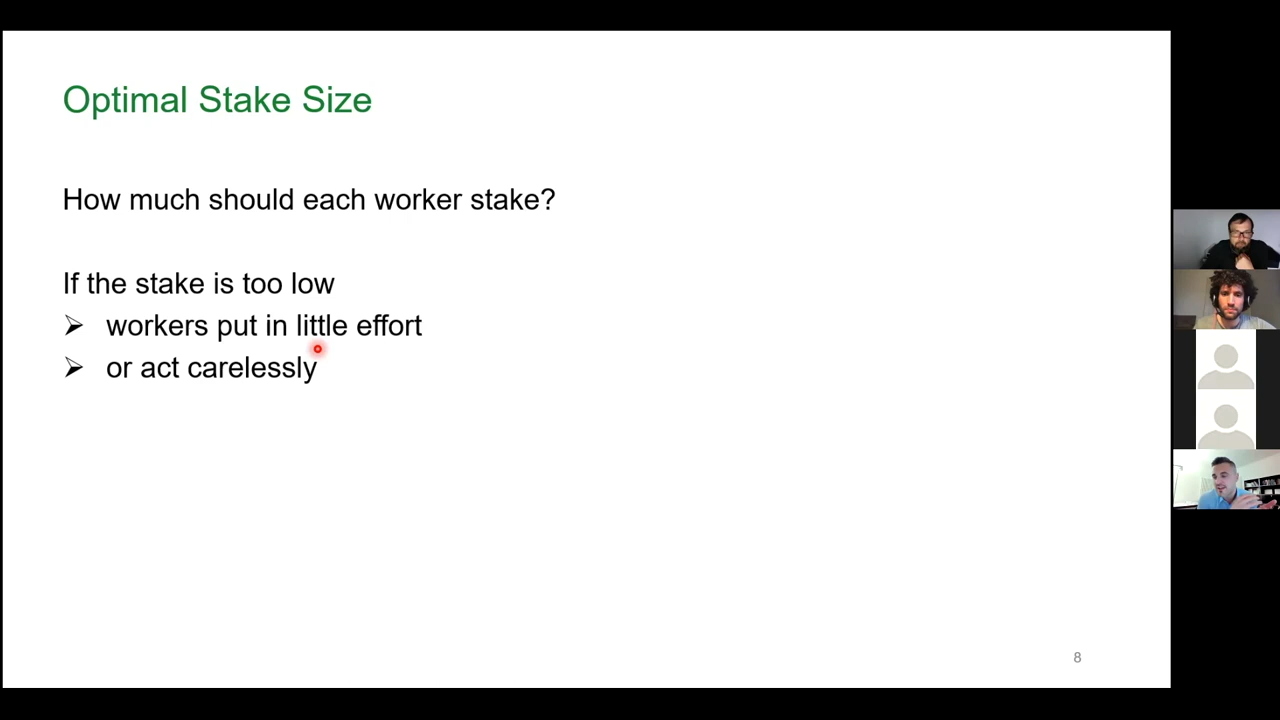 Optimal Stake Size
How much should each worker stake?
If the stake is too low
➢ workers put in little effort
➢ or act carelessly
8